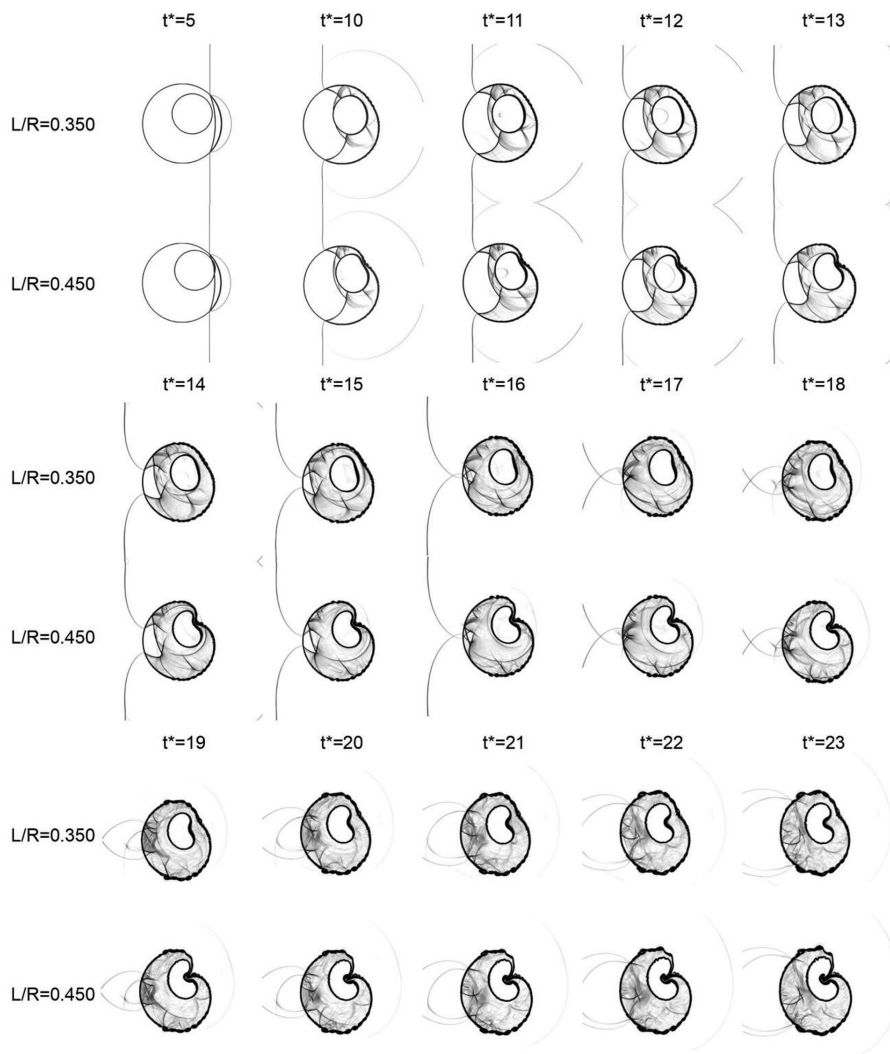 t*=5 t*=10 t*=11 t*=12 t*=13
L/R=0.350
L/R=0.450
t*=14 t*=15 t*=16 t*=17 t*=18
L/R=0.350
L/R=0.450
t*=19 t*=20 t*=21 t*=22 t*=23
L/R=0.350
L/R=0.450